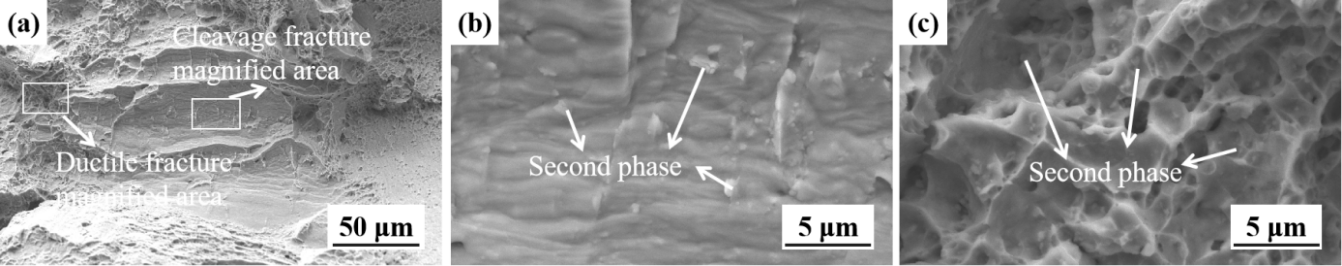 (a)
Cleavage fracture
magnified area
Ductile fracture
magnified area
50 μm
(b)
Second phase
5 μm
(c)
Second phase
5 μm